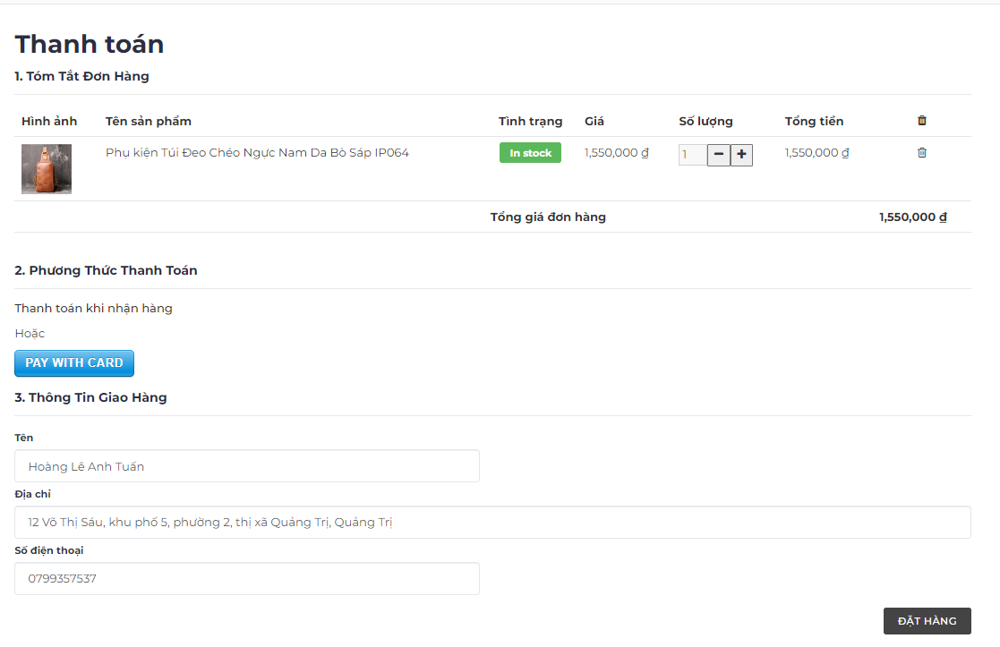 Thanh toán
1. Tóm Tắt Đơn Hàng
Hình ảnh Tên sản phẩm Tình trạng Giá Số lượng Tổng tiền
Phụ kiện Túi Đeo Chéo Ngực Nam Da Bò Sáp IP064 In stock 1,550,000 ₫ 1 1,550,000 ₫
Tổng giá đơn hàng 1,550,000 ₫
2. Phương Thức Thanh Toán
Thanh toán khi nhận hàng
Hoặc
PAY WITH CARD
3. Thông Tin Giao Hàng
Tên
Hoàng Lê Anh Tuấn
Địa chỉ
12 Võ Thị Sáu, khu phố 5, phường 2, thị xã Quảng Trị, Quảng Trị
Số điện thoại
0799357537
ĐẶT HÀNG